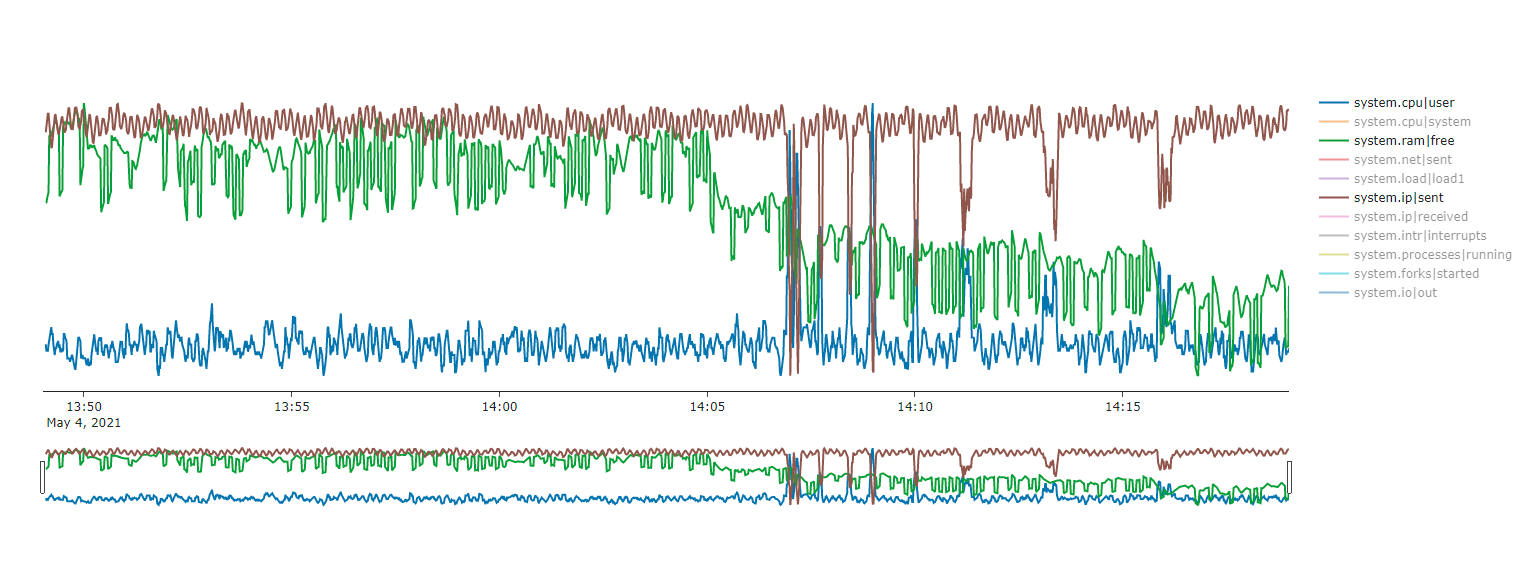 system.cpu|user
system.cpu|system
system.ram|free
system.net|sent
system.load|load1
system.ip|sent
system.ip|received
system.intr|interrupts
system.processes|running
system.forks|started
system.io|out
13:50 13:55 14:00 14:05 14:10 14:15
May 4, 2021